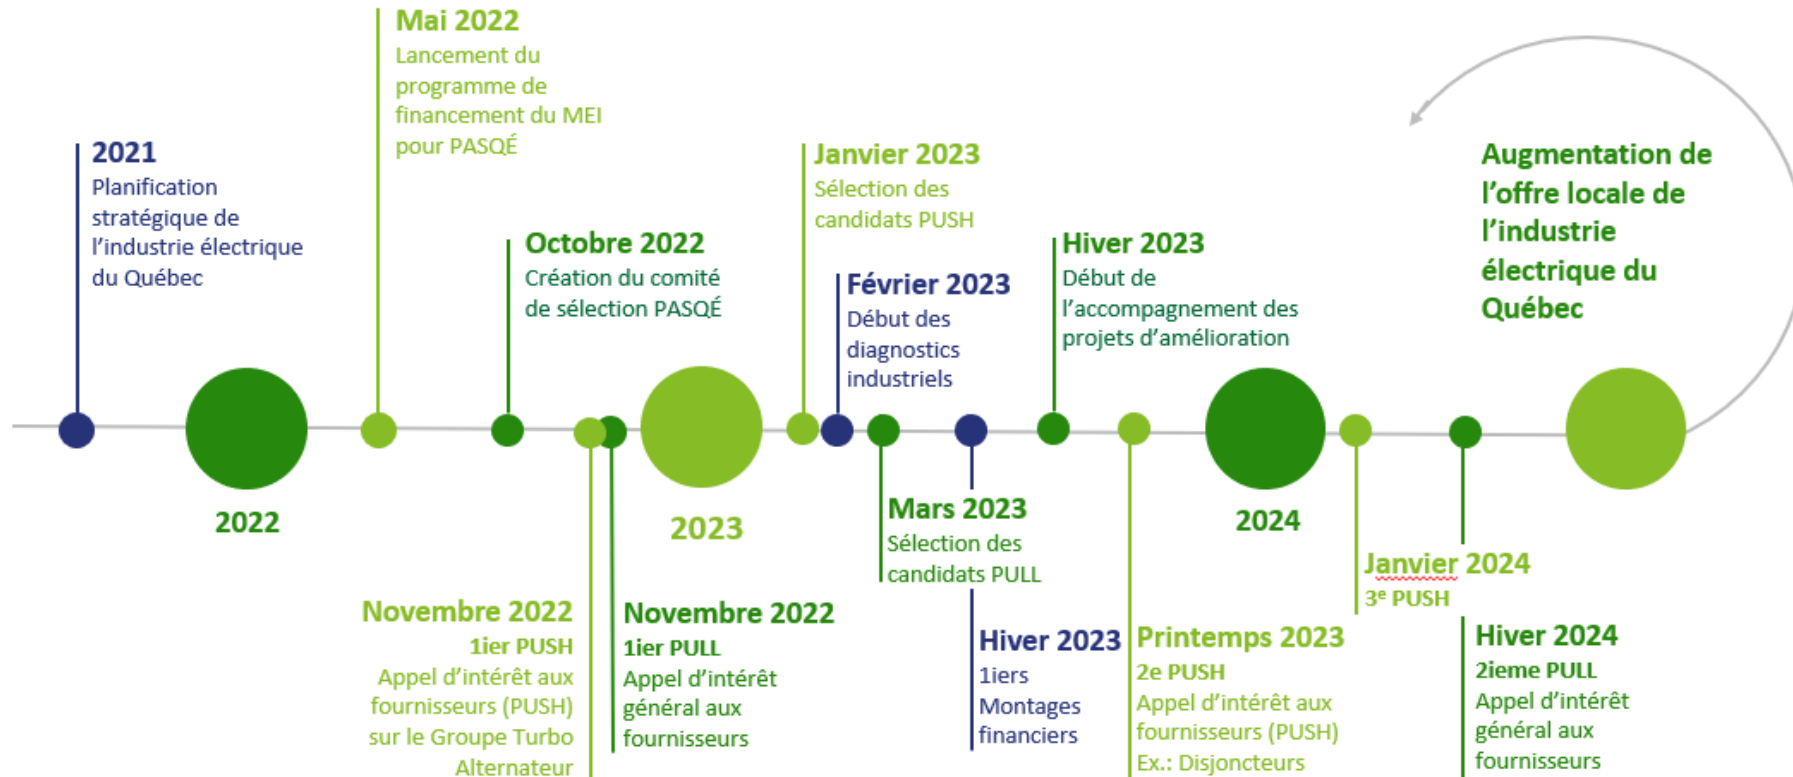 Mai 2022
Lancement du
programme de
financement du MEI
pour PASQÉ
2021
Planification
stratégique de
l'industrie électrique
du Québec
Octobre 2022
Création du comité
de sélection PASQÉ
Janvier 2023
Sélection des
candidats PUSH
Février 2023
Début des
diagnostics
industriels
Hiver 2023
Début de
l'accompagnement des
projets d'amélioration
Augmentation de
l'offre locale de
l'industrie
électrique du
Québec
2022
2023
2024
Novembre 2022
1ier PUSH
Appel d'intérêt aux
fournisseurs (PUSH)
sur le Groupe Turbo
Alternateur
Novembre 2022
1ier PULL
Appel d'intérêt
général aux
fournisseurs
Mars 2023
Sélection des
candidats PULL
Hiver 2023
1iers
Montages
financiers
Printemps 2023
2e PUSH
Appel d'intérêt aux
fournisseurs (PUSH)
Ex.: Disjoncteurs
Janvier 2024
3e PUSH
Hiver 2024
2ieme PULL
Appel d'intérêt
général aux
fournisseurs